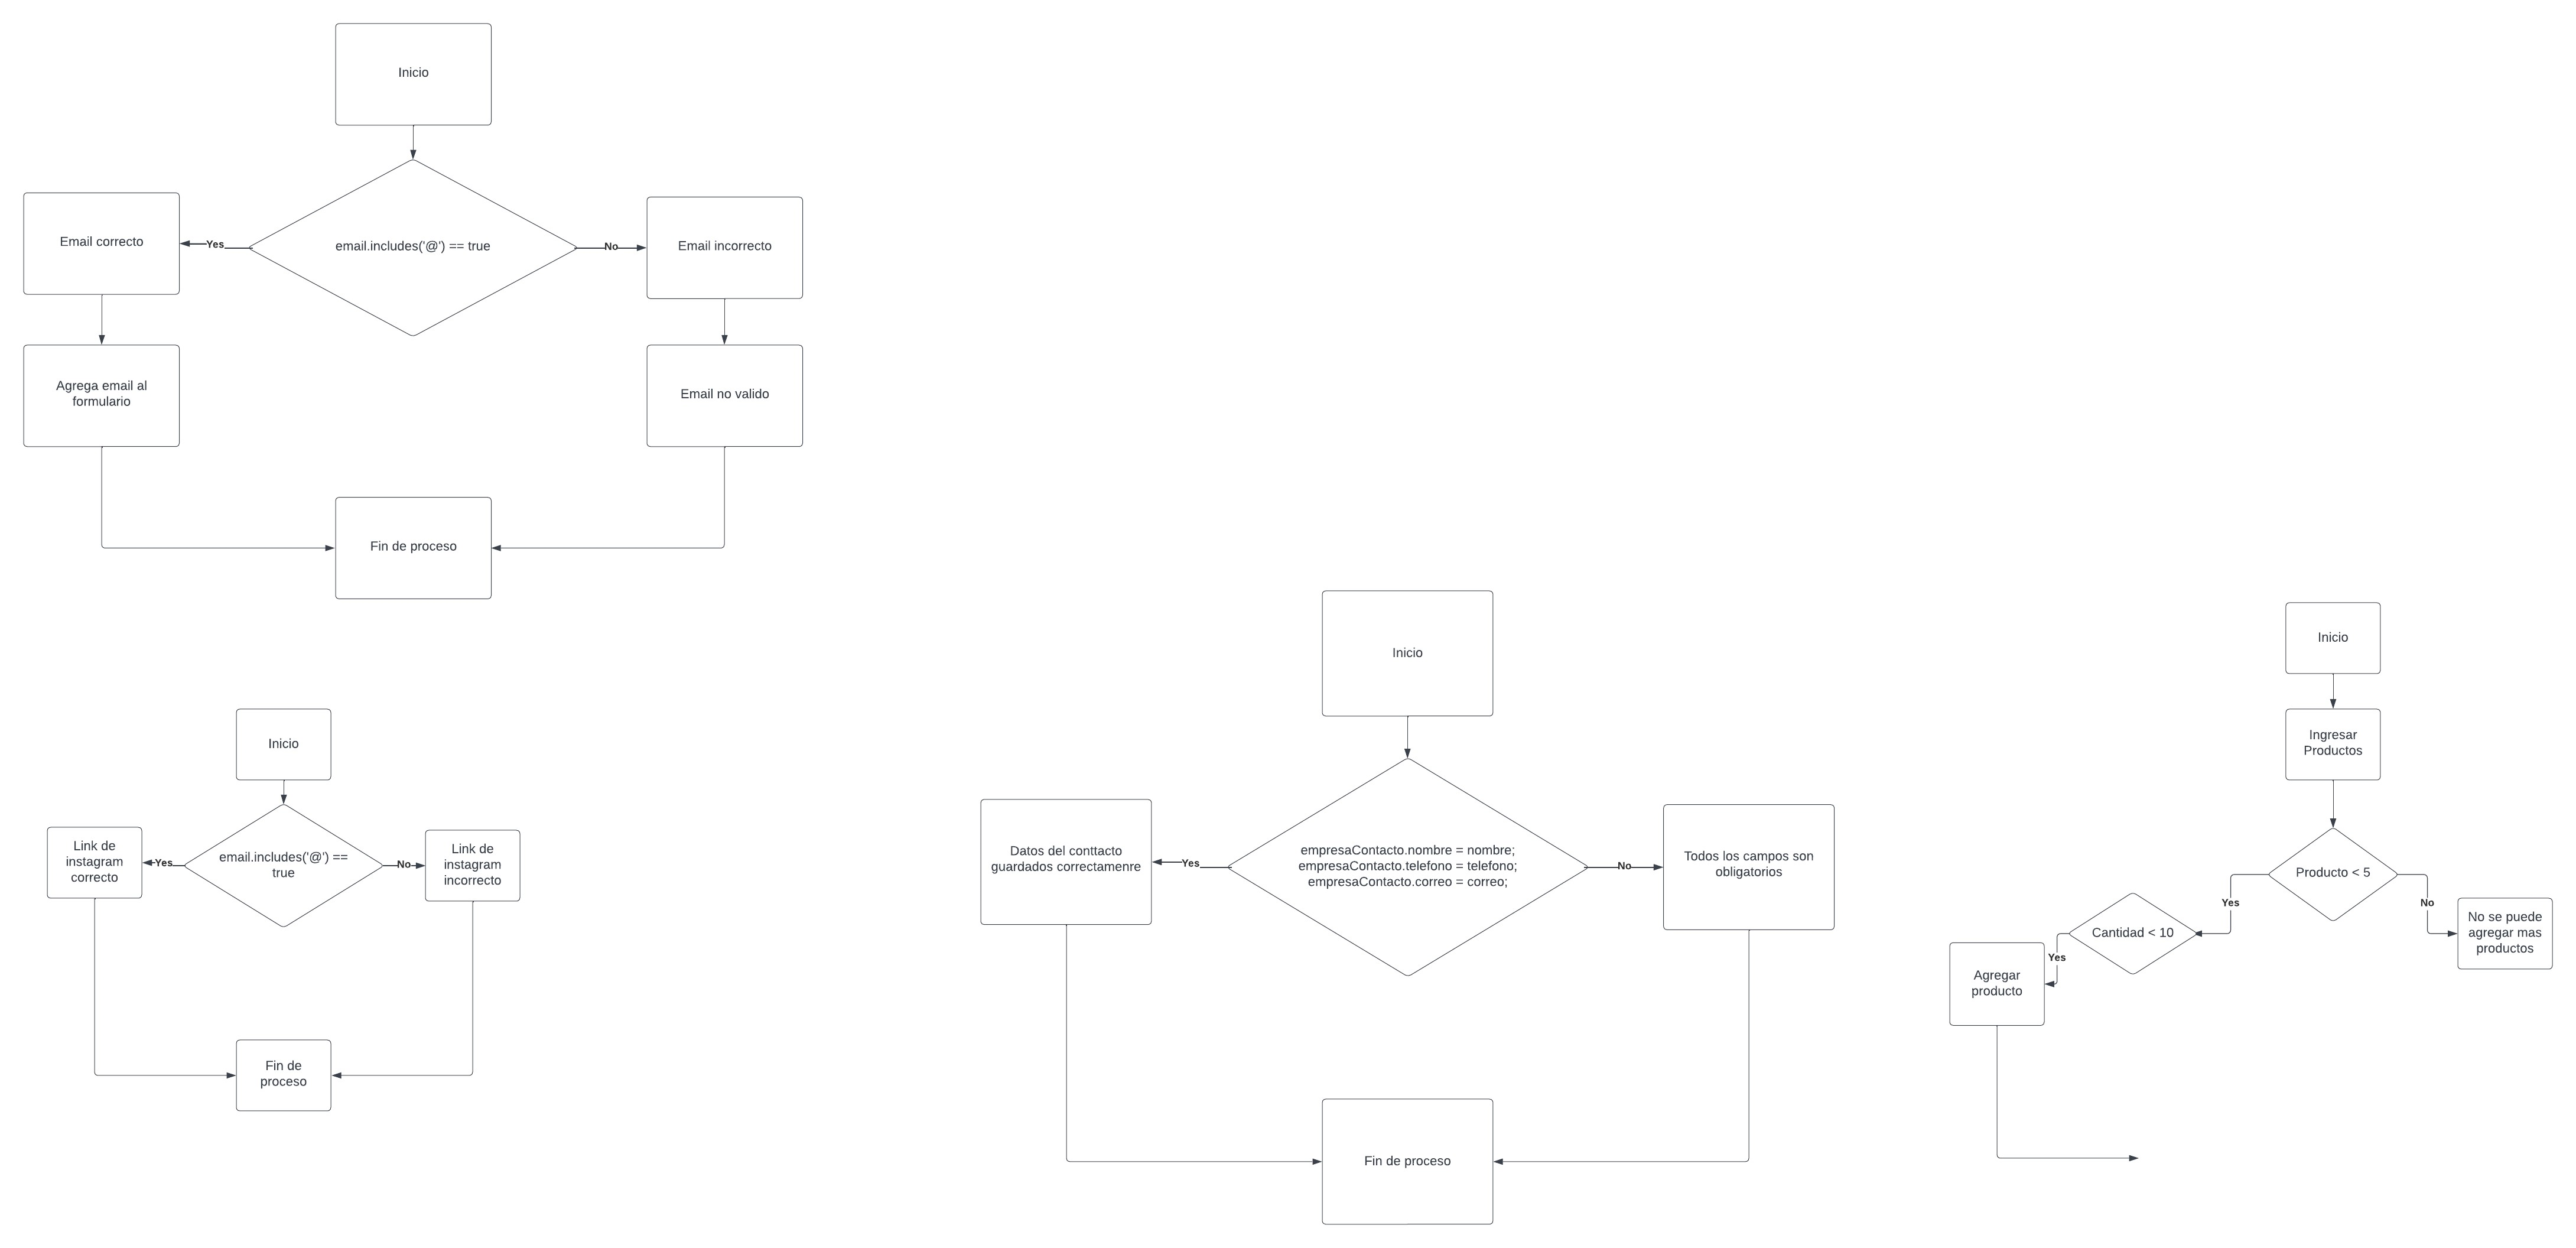 Inicio
email.includes('@') == true
Yes
No
Email correcto
Email incorrecto
Agrega email al
formulario
Email no valido
Fin de proceso
Inicio
email.includes('@') ==
true
Yes
No
Link de
instagram
correcto
Link de
instagram
incorrecto
Fin de
proceso
Inicio
empresaContacto.nombre = nombre;
empresaContacto.telefono = telefono;
empresaContacto.correo = correo;
Yes
No
Datos del conttacto
guardados correctamenre
Todos los campos son
obligatorios
Fin de proceso
Inicio
Ingresar
Productos
Producto < 5
Yes
No
Cantidad < 10
No se puede
agregar mas
productos
Yes
Agregar
producto